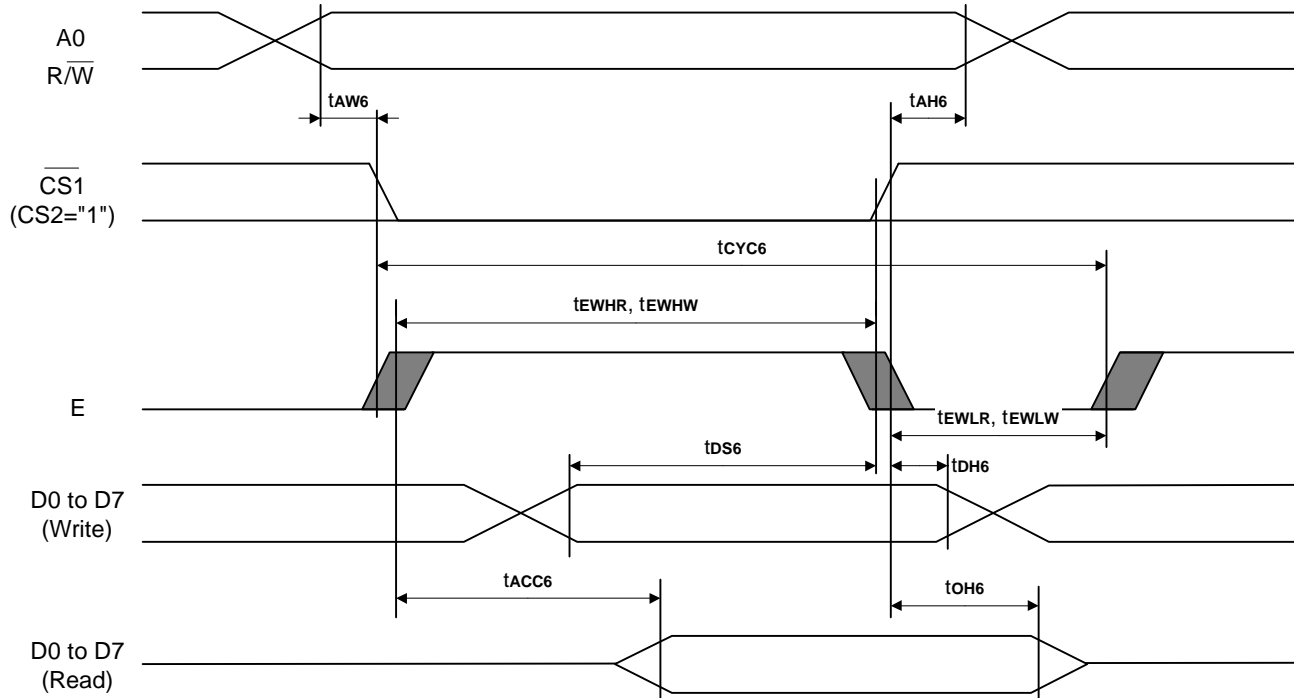 A0
R/W̅
tAW6
tAH6
C̅S̅1̅
(CS2="1")
tCYC6
tEWHR, tEWHW
E
tEWLR, tEWLW
tDS6
tDH6
D0 to D7
(Write)
tACC6
tOH6
D0 to D7
(Read)